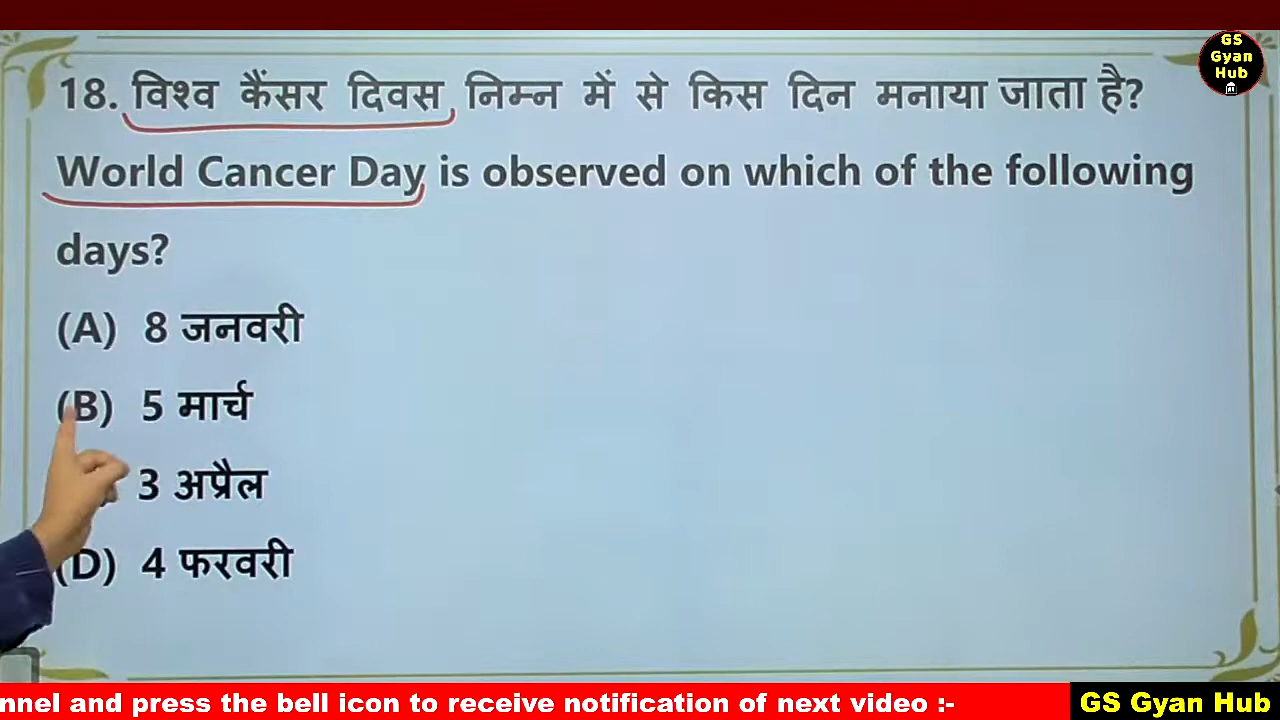 18. विश्व कैंसर दिवस निम्न में से किस दिन मनाया जाता है?
World Cancer Day is observed on which of the following
days?
(A) 8 जनवरी
(B) 5 मार्च
3 अप्रैल
(D) 4 फरवरी
GS
Gyan
Hub
nnel and press the bell icon to receive notification of next video :-
GS Gyan Hub